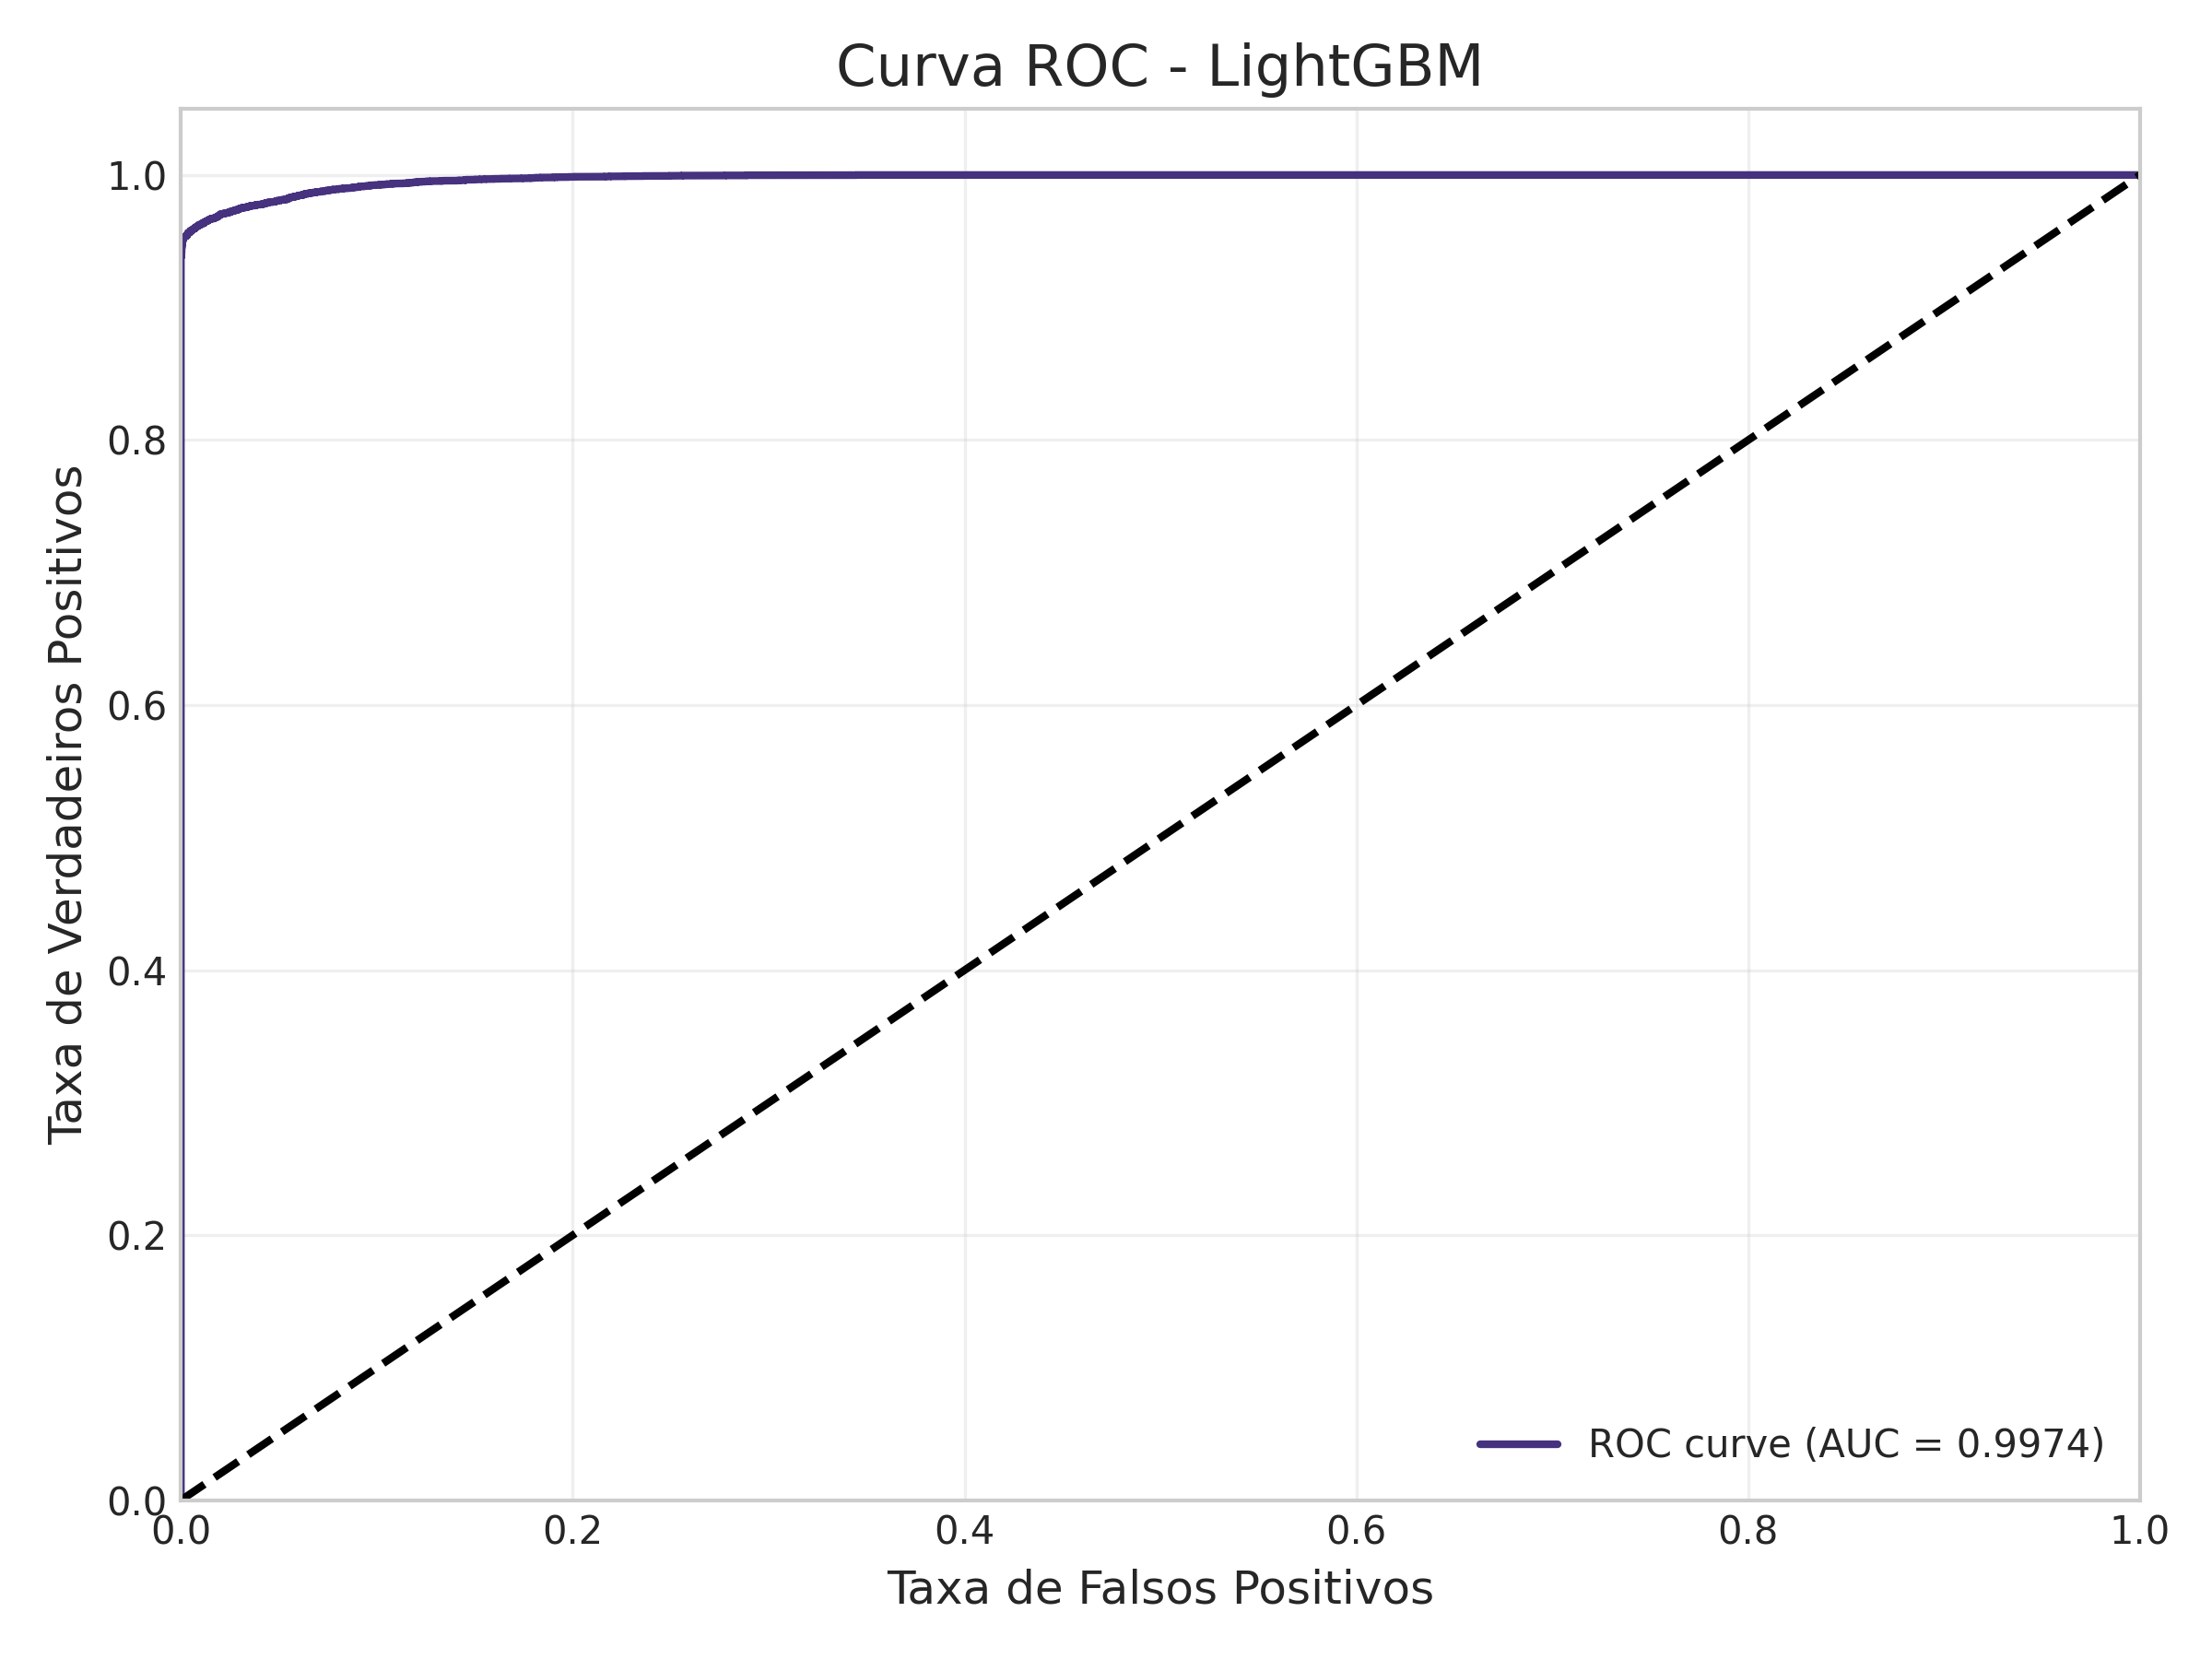 Curva ROC - LightGBM
Taxa de Verdadeiros Positivos
1.0
0.8
0.6
0.4
0.2
0.0
0.0 0.2 0.4 0.6 0.8 1.0
Taxa de Falsos Positivos
ROC curve (AUC = 0.9974)